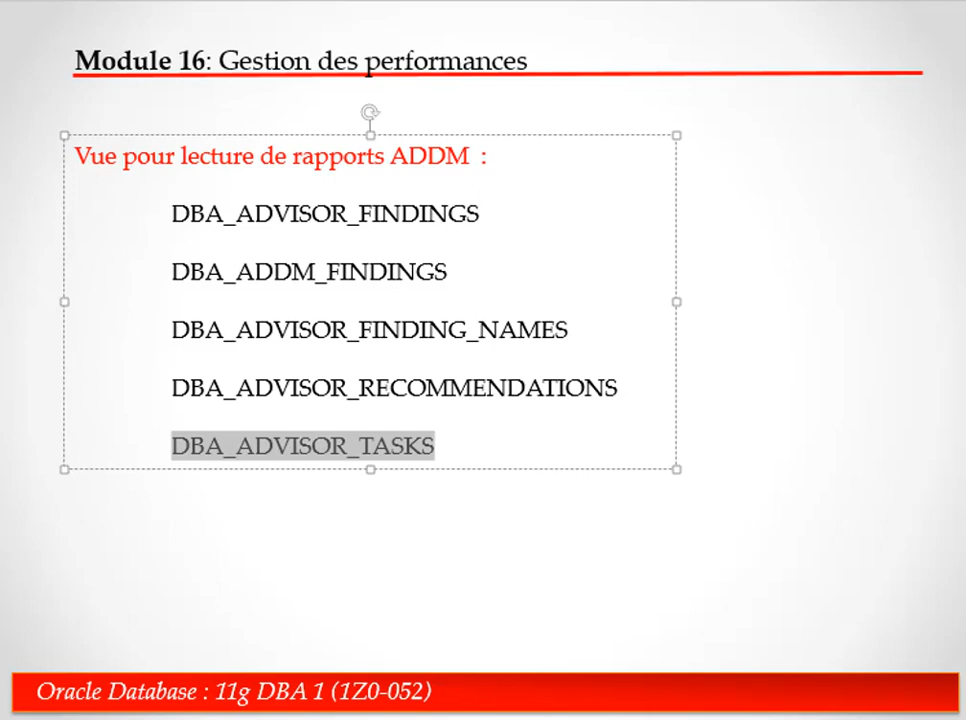 Module 16: Gestion des performances
Vue pour lecture de rapports ADDM :
DBA_ADVISOR_FINDINGS
DBA_ADDM_FINDINGS
DBA_ADVISOR_FINDING_NAMES
DBA_ADVISOR_RECOMMENDATIONS
DBA_ADVISOR_TASKS
Oracle Database : 11g DBA 1 (1Z0-052)